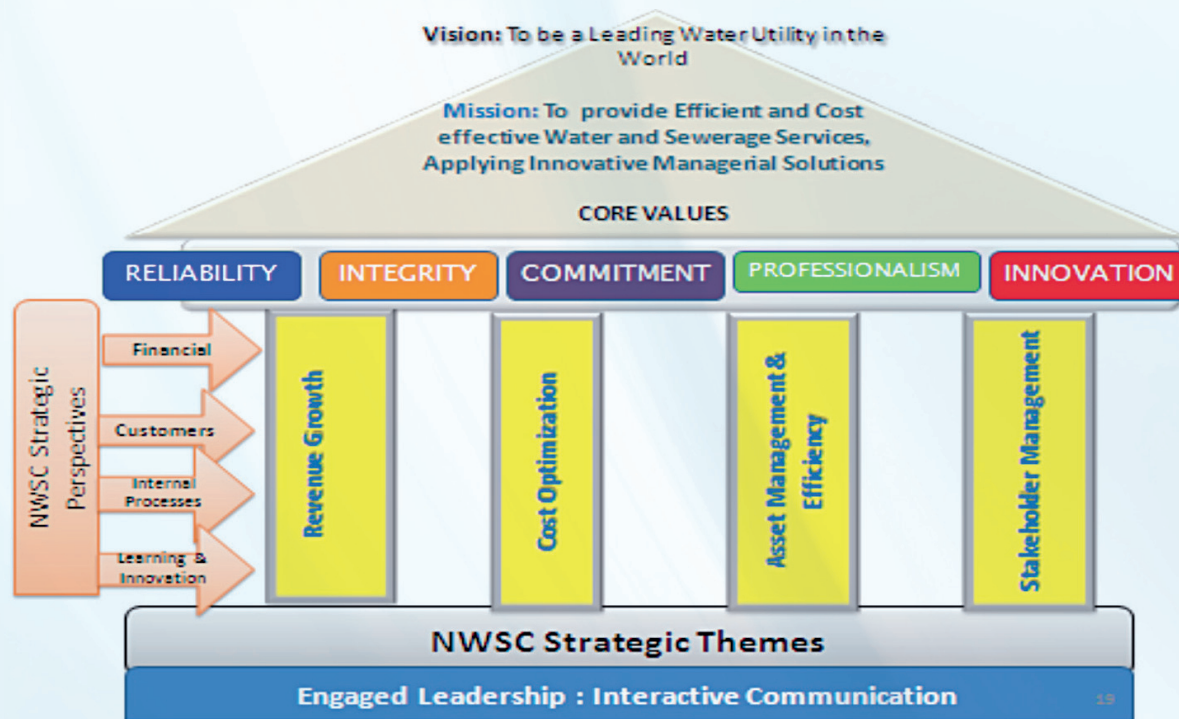 Vision: To be a Leading Water Utility in the
World
Mission: To provide Efficient and Cost
effective Water and Sewerage Services,
Applying Innovative Managerial Solutions
CORE VALUES
RELIABILITY
INTEGRITY
COMMITMENT
PROFESSIONALISM
INNOVATION
NWSC Strategic
Perspectives
Financial
Customers
Internal
Processes
Learning &
Innovation
Revenue Growth
Cost Optimization
Asset Management &
Efficiency
Stakeholder Management
NWSC Strategic Themes
Engaged Leadership : Interactive Communication
19